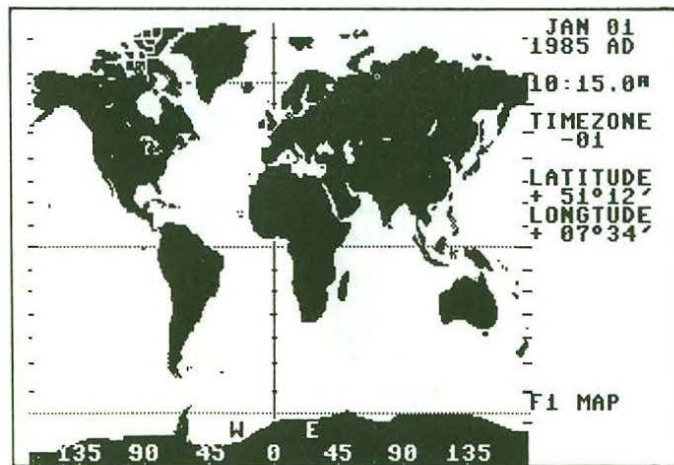 JAN 01
1985 AD
10:15.0m
TIMEZONE
-01
LATITUDE
+ 51°12′
LONGTUDE
+ 07°34′
F1 MAP
W E
135 90 45 0 45 90 135